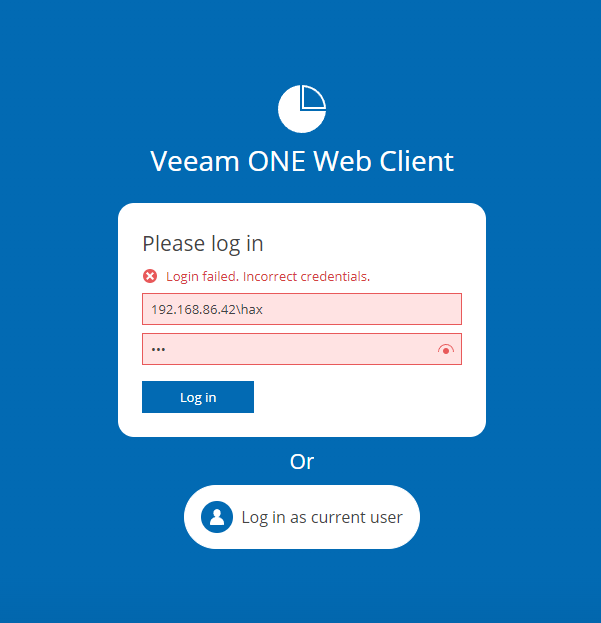 Veeam ONE Web Client
Please log in
Login failed. Incorrect credentials.
192.168.86.42\hax
•••
Log in
Or
Log in as current user